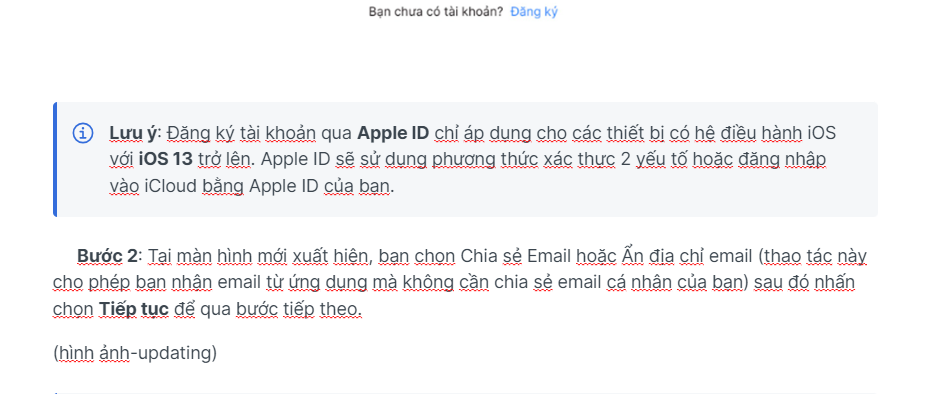 Bạn chưa có tài khoản? Đăng ký
Lưu ý: Đăng ký tài khoản qua Apple ID chỉ áp dụng cho các thiết bị có hệ điều hành iOS
với iOS 13 trở lên. Apple ID sẽ sử dụng phương thức xác thực 2 yếu tố hoặc đăng nhập
vào iCloud bằng Apple ID của bạn.
Bước 2: Tại màn hình mới xuất hiện, bạn chọn Chia sẻ Email hoặc Ẩn địa chỉ email (thao tác này
cho phép bạn nhận email từ ứng dụng mà không cần chia sẻ email cá nhân của bạn) sau đó nhấn
chọn Tiếp tục để qua bước tiếp theo.
(hình ảnh-updating)